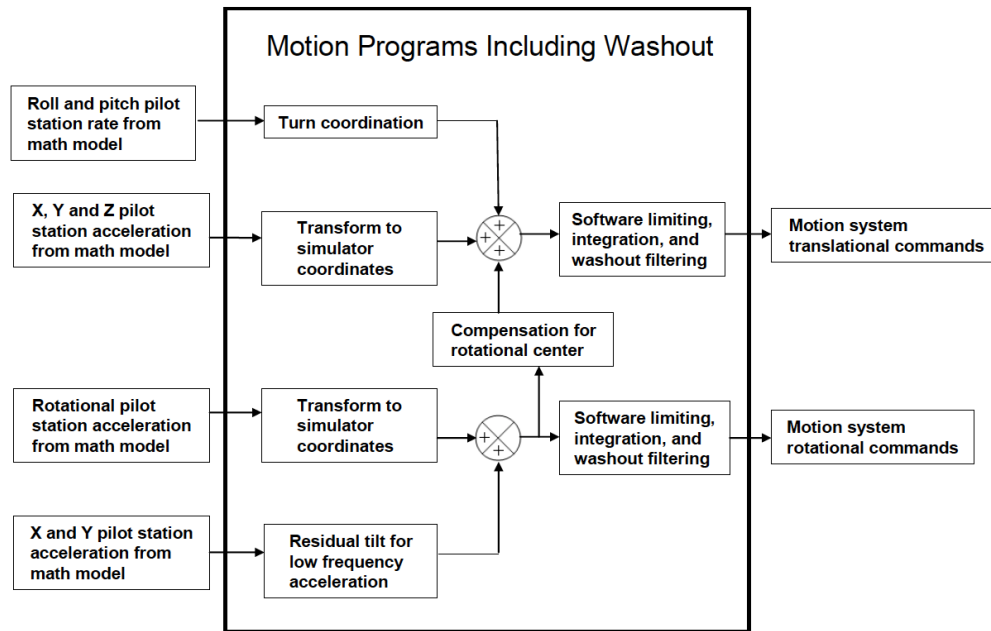 Motion Programs Including Washout
Roll and pitch pilot
station rate from
math model
Turn coordination
X, Y and Z pilot
station acceleration
from math model
Transform to
simulator
coordinates
+
+
+
Software limiting,
integration, and
washout filtering
Motion system
translational commands
Compensation for
rotational center
Rotational pilot
station acceleration
from math model
Transform to
simulator
coordinates
+
+
Software limiting,
integration, and
washout filtering
Motion system
rotational commands
X and Y pilot station
acceleration from
math model
Residual tilt for
low frequency
acceleration